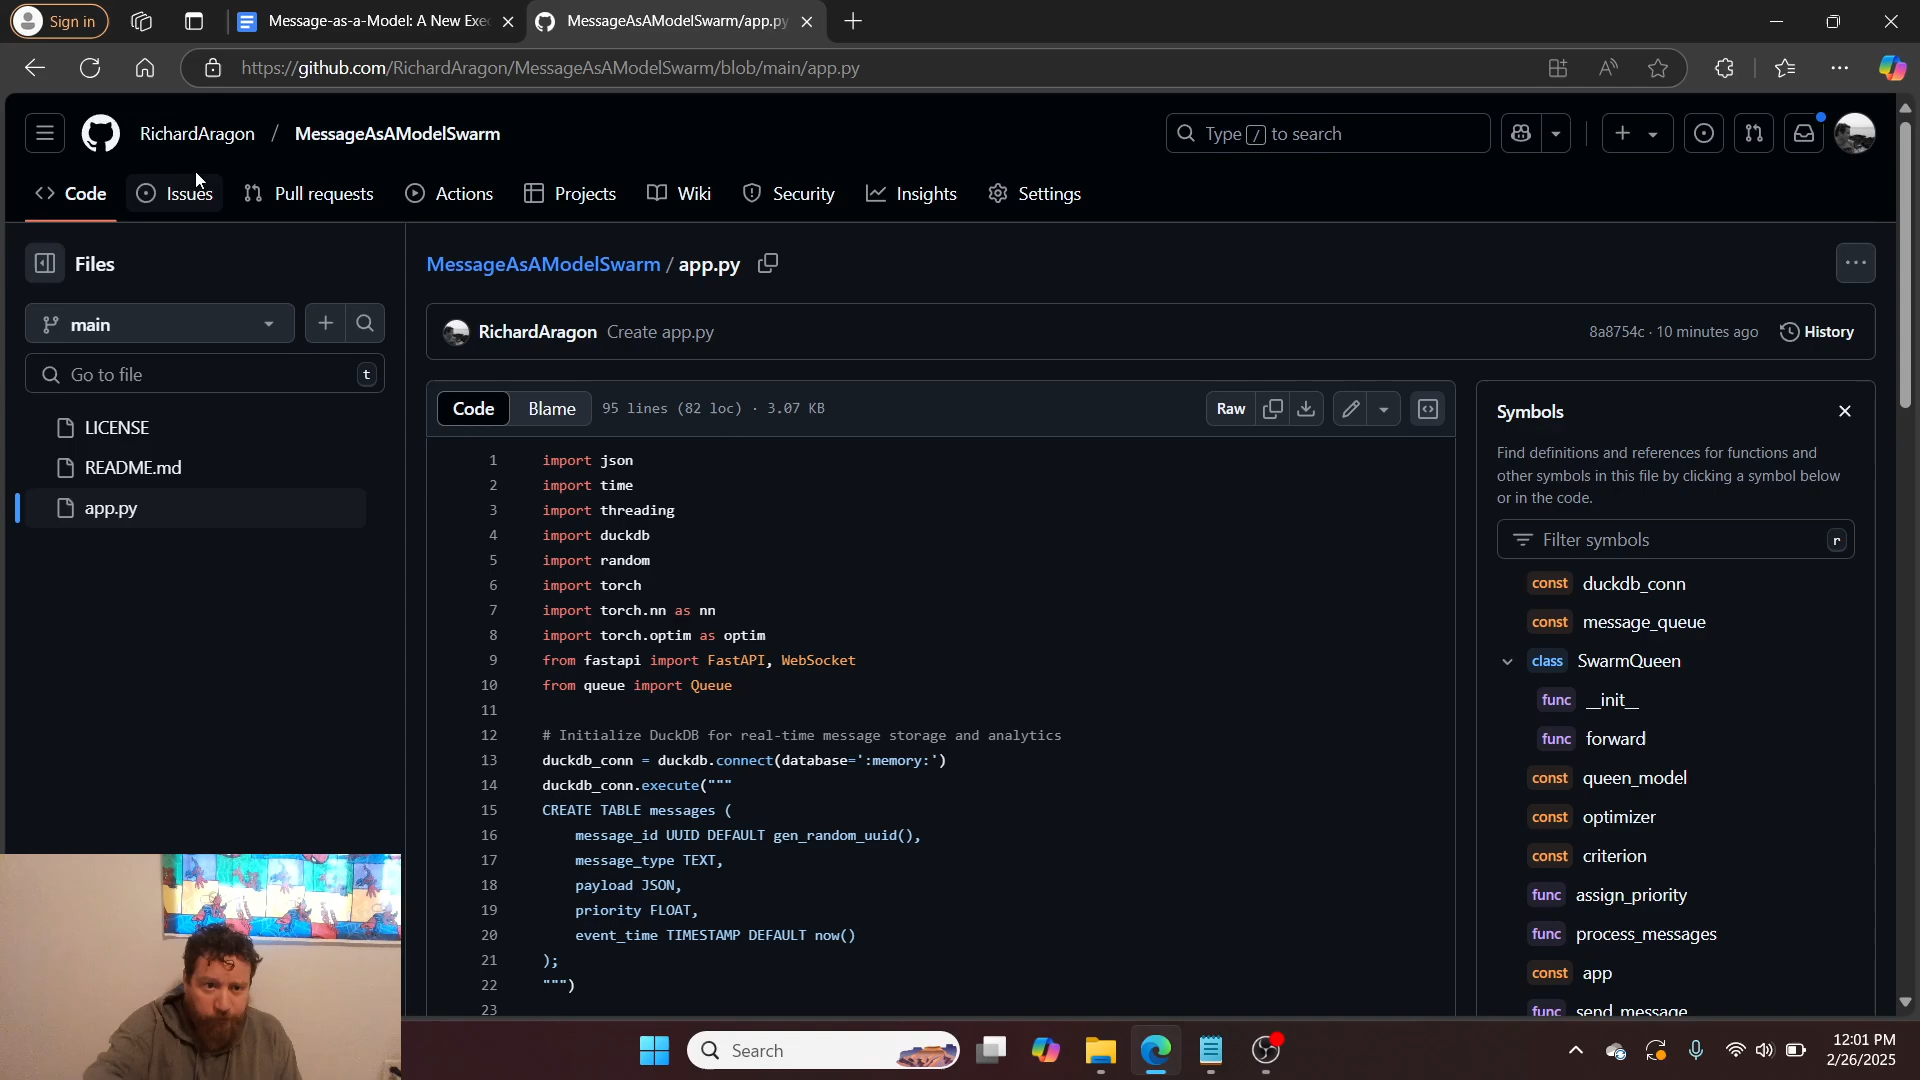 Sign in
Message-as-a-Model: A New Exe
MessageAsAModelSwarm/app.py
https://github.com/RichardAragon/MessageAsAModelSwarm/blob/main/app.py
RichardAragon / MessageAsAModelSwarm
Type / to search
Code
Issues
Pull requests
Actions
Projects
Wiki
Security
Insights
Settings
Files
main
Go to file
t
LICENSE
README.md
app.py
MessageAsAModelSwarm / app.py
RichardAragon Create app.py
8a8754c · 10 minutes ago
History
Code
Blame
95 lines (82 loc) · 3.07 KB
Raw
1 import json
2 import time
3 import threading
4 import duckdb
5 import random
6 import torch
7 import torch.nn as nn
8 import torch.optim as optim
9 from fastapi import FastAPI, WebSocket
10 from queue import Queue
11
12 # Initialize DuckDB for real-time message storage and analytics
13 duckdb_conn = duckdb.connect(database=':memory:')
14 duckdb_conn.execute("""
15 CREATE TABLE messages (
16 message_id UUID DEFAULT gen_random_uuid(),
17 message_type TEXT,
18 payload JSON,
19 priority FLOAT,
20 event_time TIMESTAMP DEFAULT now()
21 );
22 """)
23
Symbols
Find definitions and references for functions and
other symbols in this file by clicking a symbol below
or in the code.
Filter symbols
r
const duckdb_conn
const message_queue
class SwarmQueen
func __init__
func forward
const queen_model
const optimizer
const criterion
func assign_priority
func process_messages
const app
func send_message
Search
12:01 PM
2/26/2025